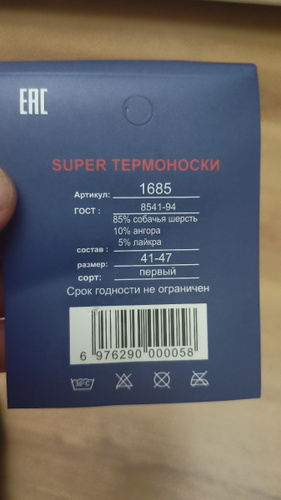 EAC
SUPER ТЕРМОНОСКИ
Артикул: 1685
ГОСТ : 8541-94
85% собачья шерсть
10% ангора
состав : 5% лайкра
размер: 41-47
сорт: первый
Срок годности не ограничен
6 976290 000058
30°C